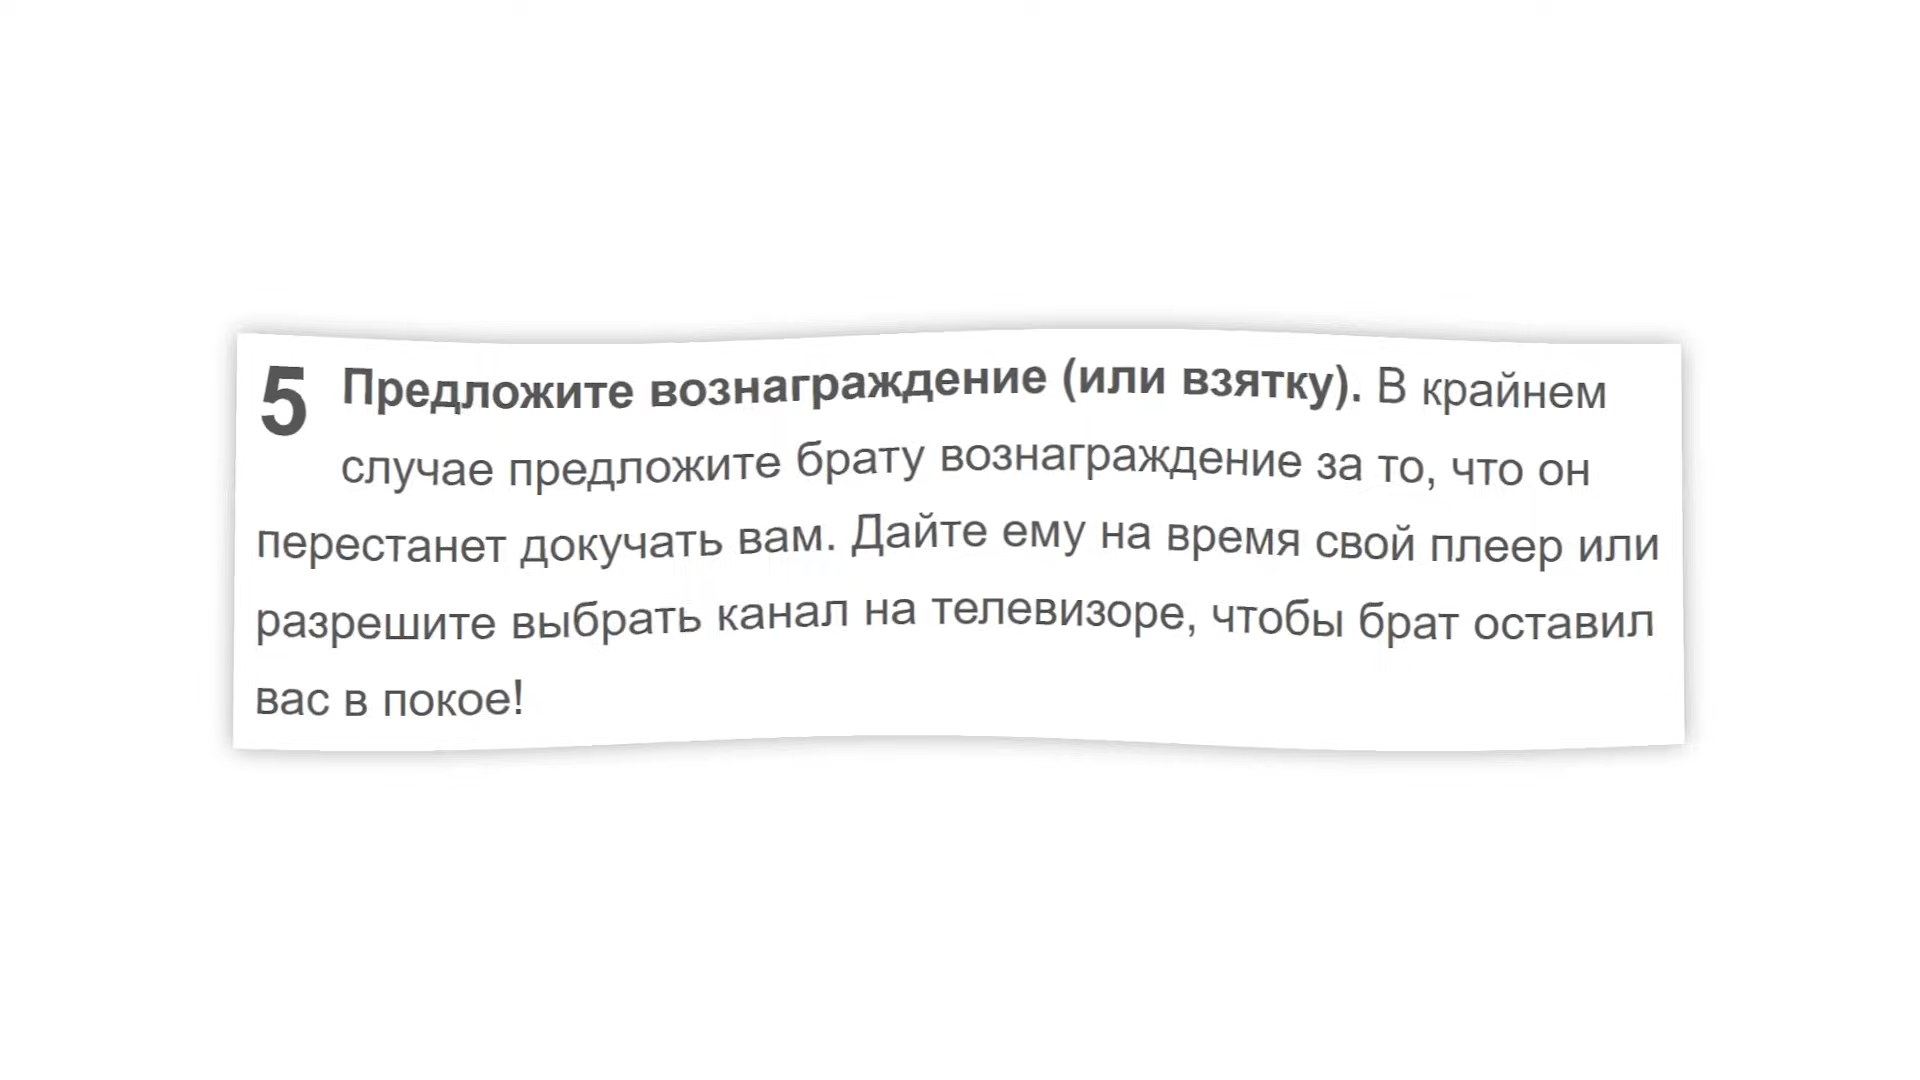 5 Предложите вознаграждение (или взятку). В крайнем
случае предложите брату вознаграждение за то, что он
перестанет докучать вам. Дайте ему на время свой плеер или
разрешите выбрать канал на телевизоре, чтобы брат оставил
вас в покое!